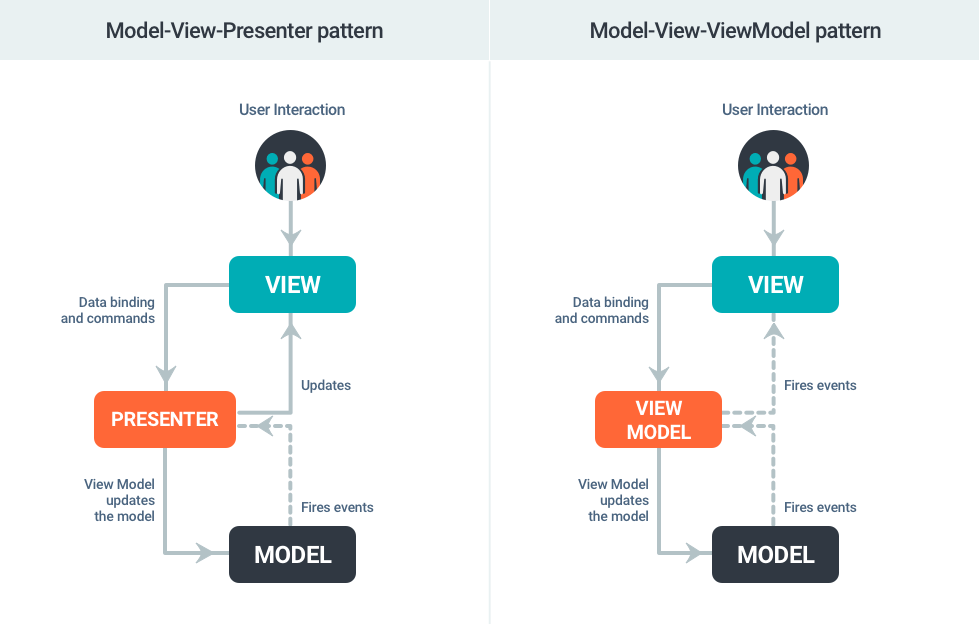 Model-View-Presenter pattern
User Interaction
VIEW
Data binding
and commands
Updates
PRESENTER
View Model
updates
the model
Fires events
MODEL
Model-View-ViewModel pattern
User Interaction
VIEW
Data binding
and commands
Fires events
VIEW
MODEL
View Model
updates
the model
Fires events
MODEL